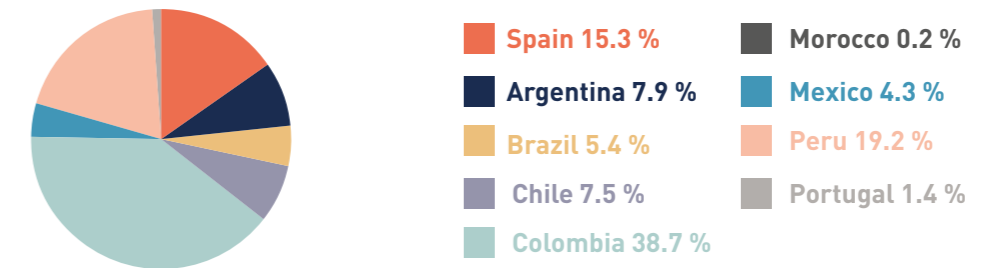 Spain 15.3 %
Argentina 7.9 %
Brazil 5.4 %
Chile 7.5 %
Colombia 38.7 %
Morocco 0.2 %
Mexico 4.3 %
Peru 19.2 %
Portugal 1.4 %